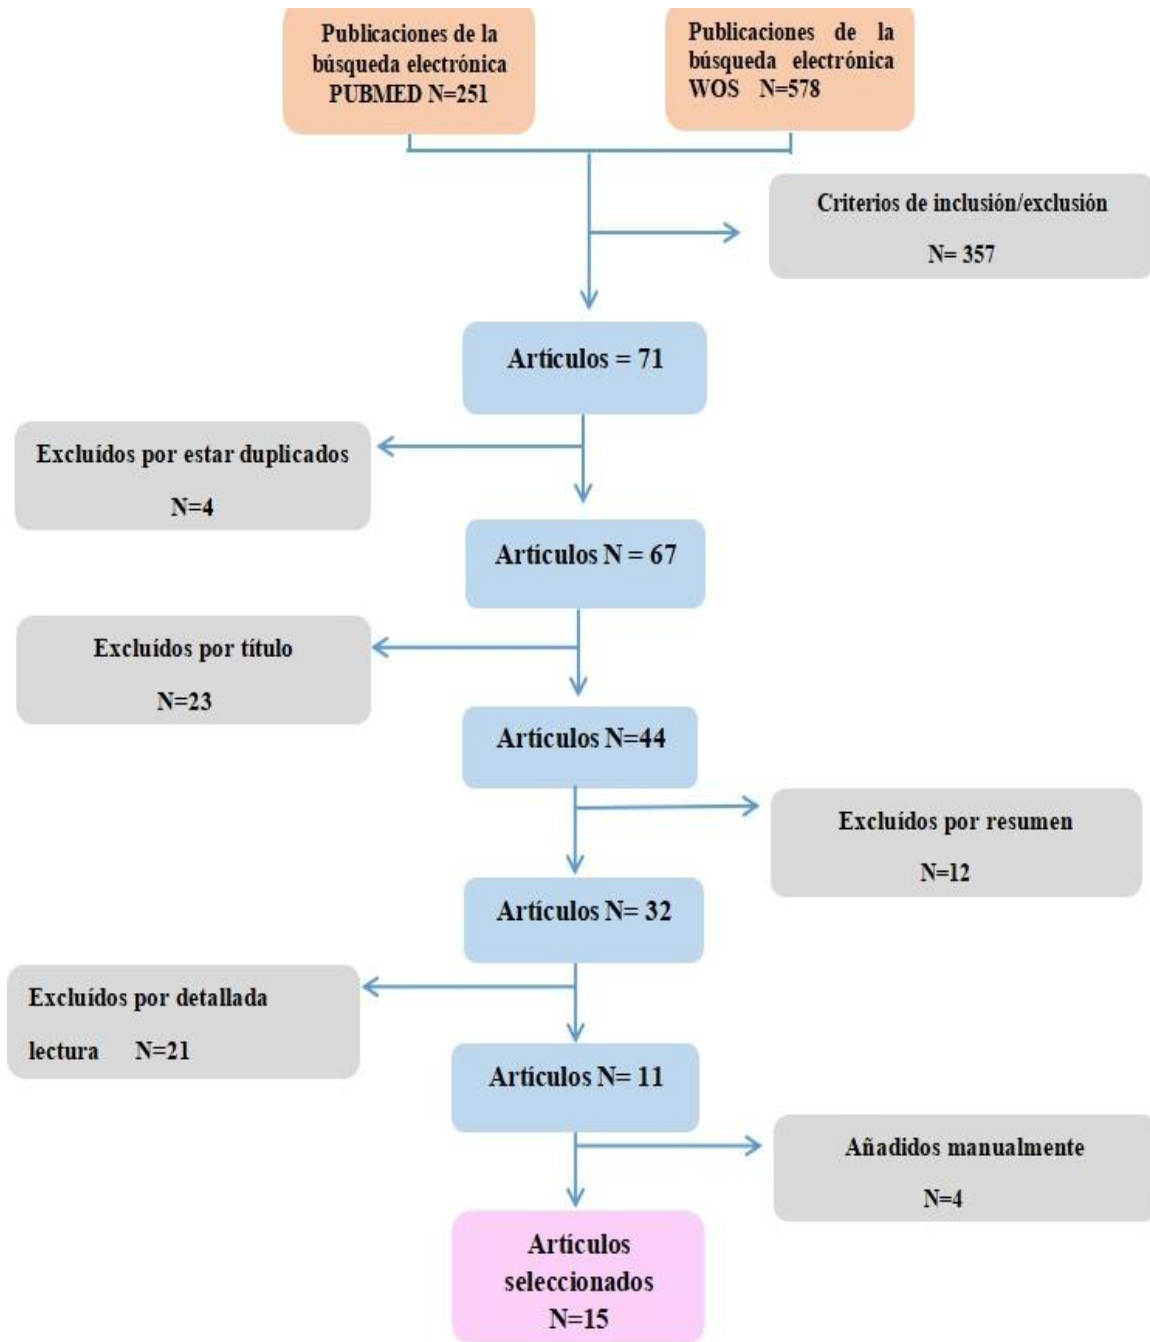 Publicaciones de la
búsqueda electrónica
PUBMED N=251
Publicaciones de la
búsqueda electrónica
WOS N=578
Criterios de inclusión/exclusión
N= 357
Artículos = 71
Excluídos por estar duplicados
N=4
Artículos N = 67
Excluídos por título
N=23
Artículos N=44
Excluídos por resumen
N=12
Artículos N= 32
Excluídos por detallada
lectura N=21
Artículos N= 11
Añadidos manualmente
N=4
Artículos
seleccionados
N=15